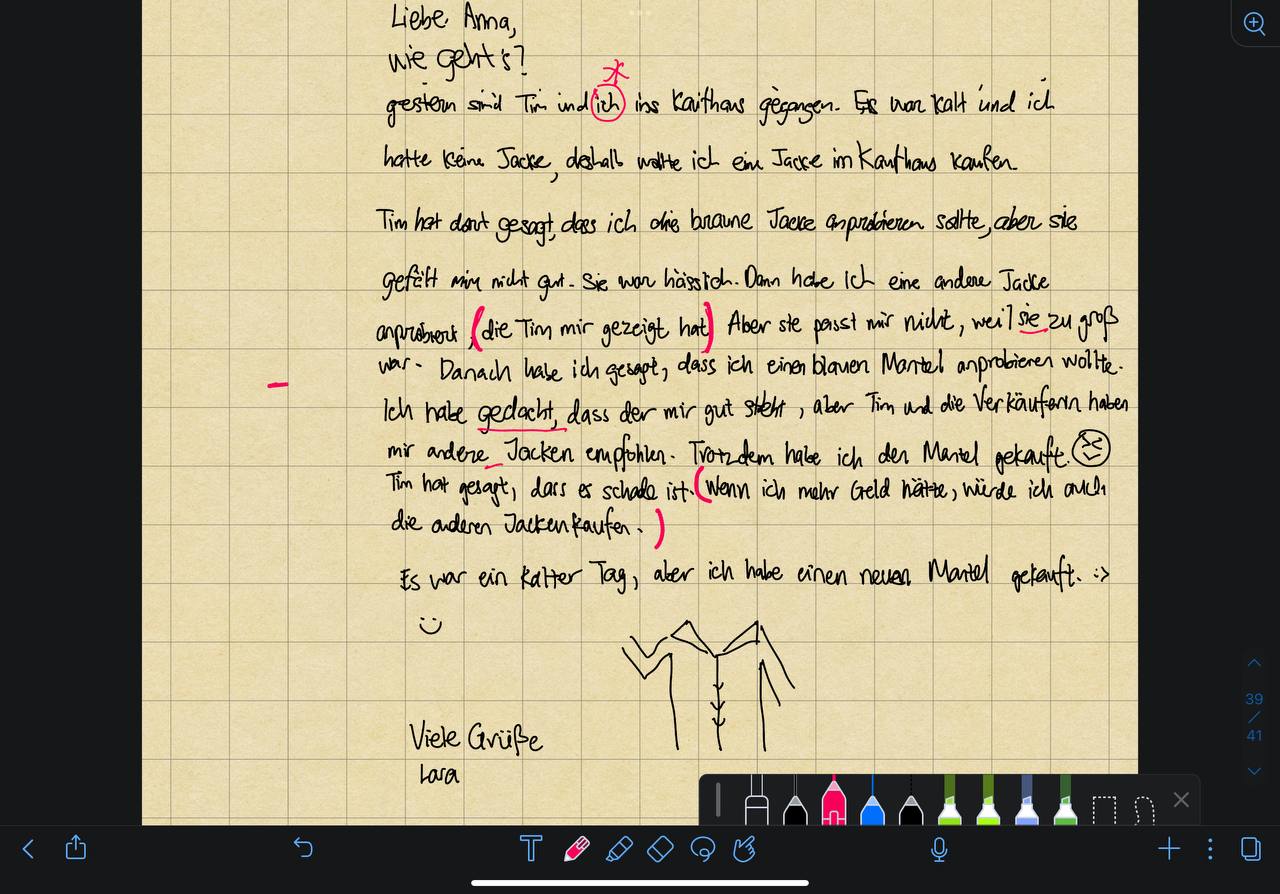 Liebe Anna,
wie geht's?
gestern sind Tim und ich ins Kaufhaus gegangen. Es war kalt und ich
hatte keine Jacke, deshalb wollte ich eine Jacke im Kaufhaus kaufen.
Tim hat dort gesagt, dass ich die braune Jacke anprobieren sollte, aber sie
gefällt mir nicht gut. Sie war hässlich. Dann habe ich eine andere Jacke
anprobiert, (die Tim mir gezeigt hat) Aber sie passt mir nicht, weil sie zu groß
war. Danach habe ich gesagt, dass ich einen blauen Mantel anprobieren wollte.
Ich habe gedacht, dass der mir gut steht, aber Tim und die Verkäuferin haben
mir andere Jacken empfohlen. Trotzdem habe ich den Mantel gekauft.
Tim hat gesagt, dass es schade ist. (Wenn ich mehr Geld hätte, würde ich auch
die anderen Jacken kaufen. )
Es war ein kalter Tag, aber ich habe einen neuen Mantel gekauft. :>
Viele Grüße
Lara
39
/
41